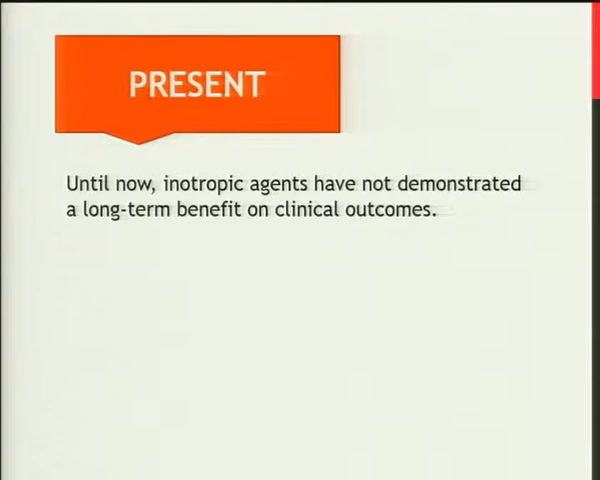 PRESENT
Until now, inotropic agents have not demonstrated
a long-term benefit on clinical outcomes.